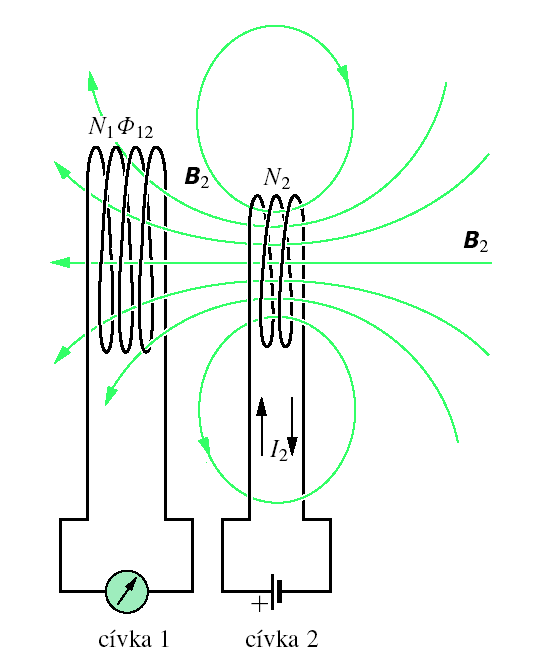 N₁Φ₁₂
B₂
N₂
B₂
I₂
+
cívka 1
cívka 2